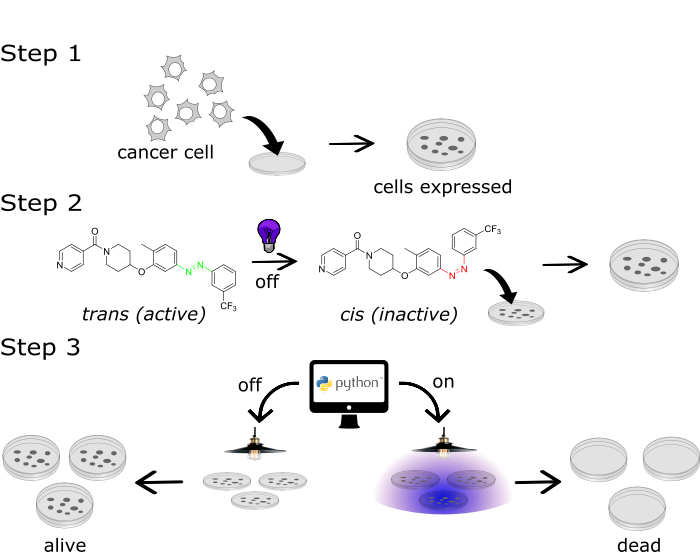 Step 1
cancer cell
cells expressed
Step 2
off
trans (active)
cis (inactive)
O
N
N
O
N
N
CF₃
O
N
N
O
N
N
CF₃
Step 3
off
python
on
alive
dead